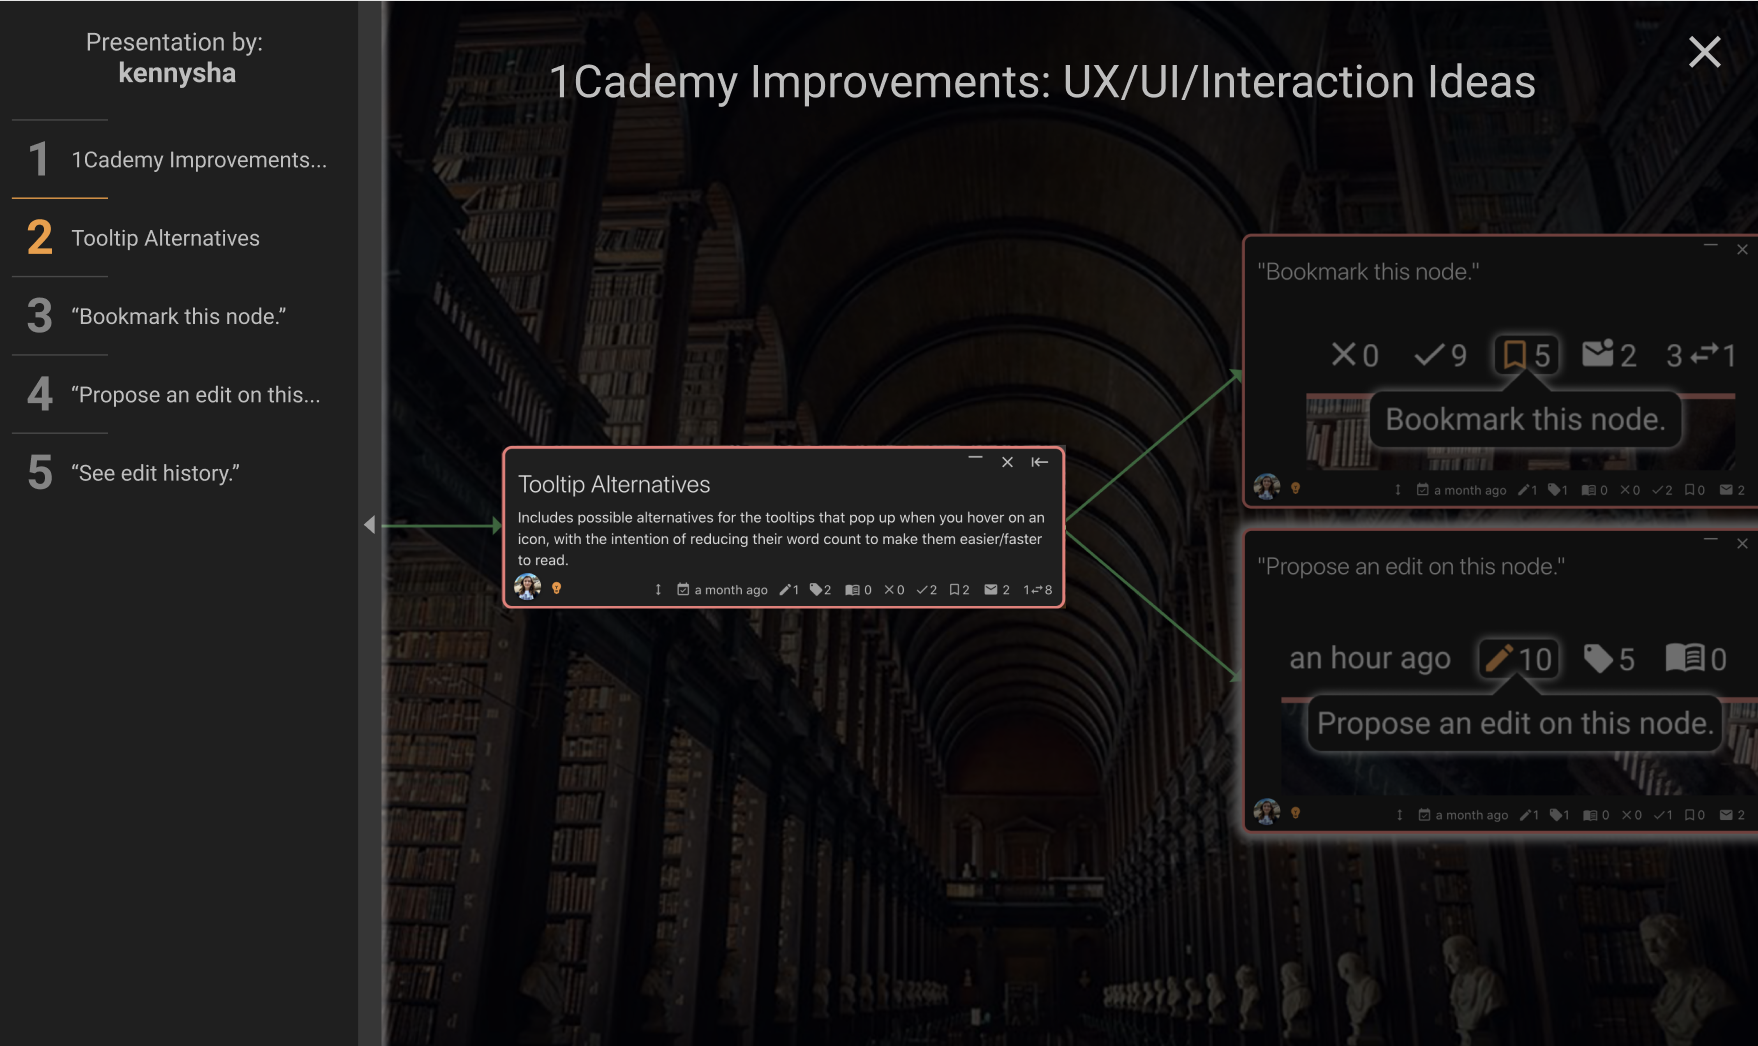 Presentation by:
kennysha
1 1Cademy Improvements...
2 Tooltip Alternatives
3 “Bookmark this node.”
4 “Propose an edit on this...
5 “See edit history.”
1Cademy Improvements: UX/UI/Interaction Ideas
Tooltip Alternatives
Includes possible alternatives for the tooltips that pop up when you hover on an
icon, with the intention of reducing their word count to make them easier/faster
to read.
a month ago 1 2 0 0 2 2 2 1 8
"Bookmark this node."
0 9 5 2 3 1
Bookmark this node.
a month ago 1 1 0 0 2 0 2
"Propose an edit on this node."
an hour ago 10 5 0
Propose an edit on this node.
a month ago 1 1 0 0 1 0 2